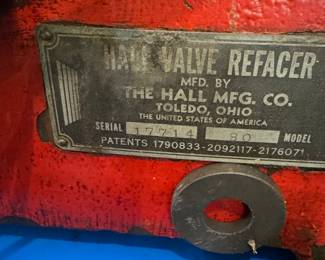 HALL VALVE REFACER
MFD. BY
THE HALL MFG. CO.
TOLEDO, OHIO
THE UNITED STATES OF AMERICA
SERIAL 17714 80 MODEL
PATENTS 1790833-2092117-2176071